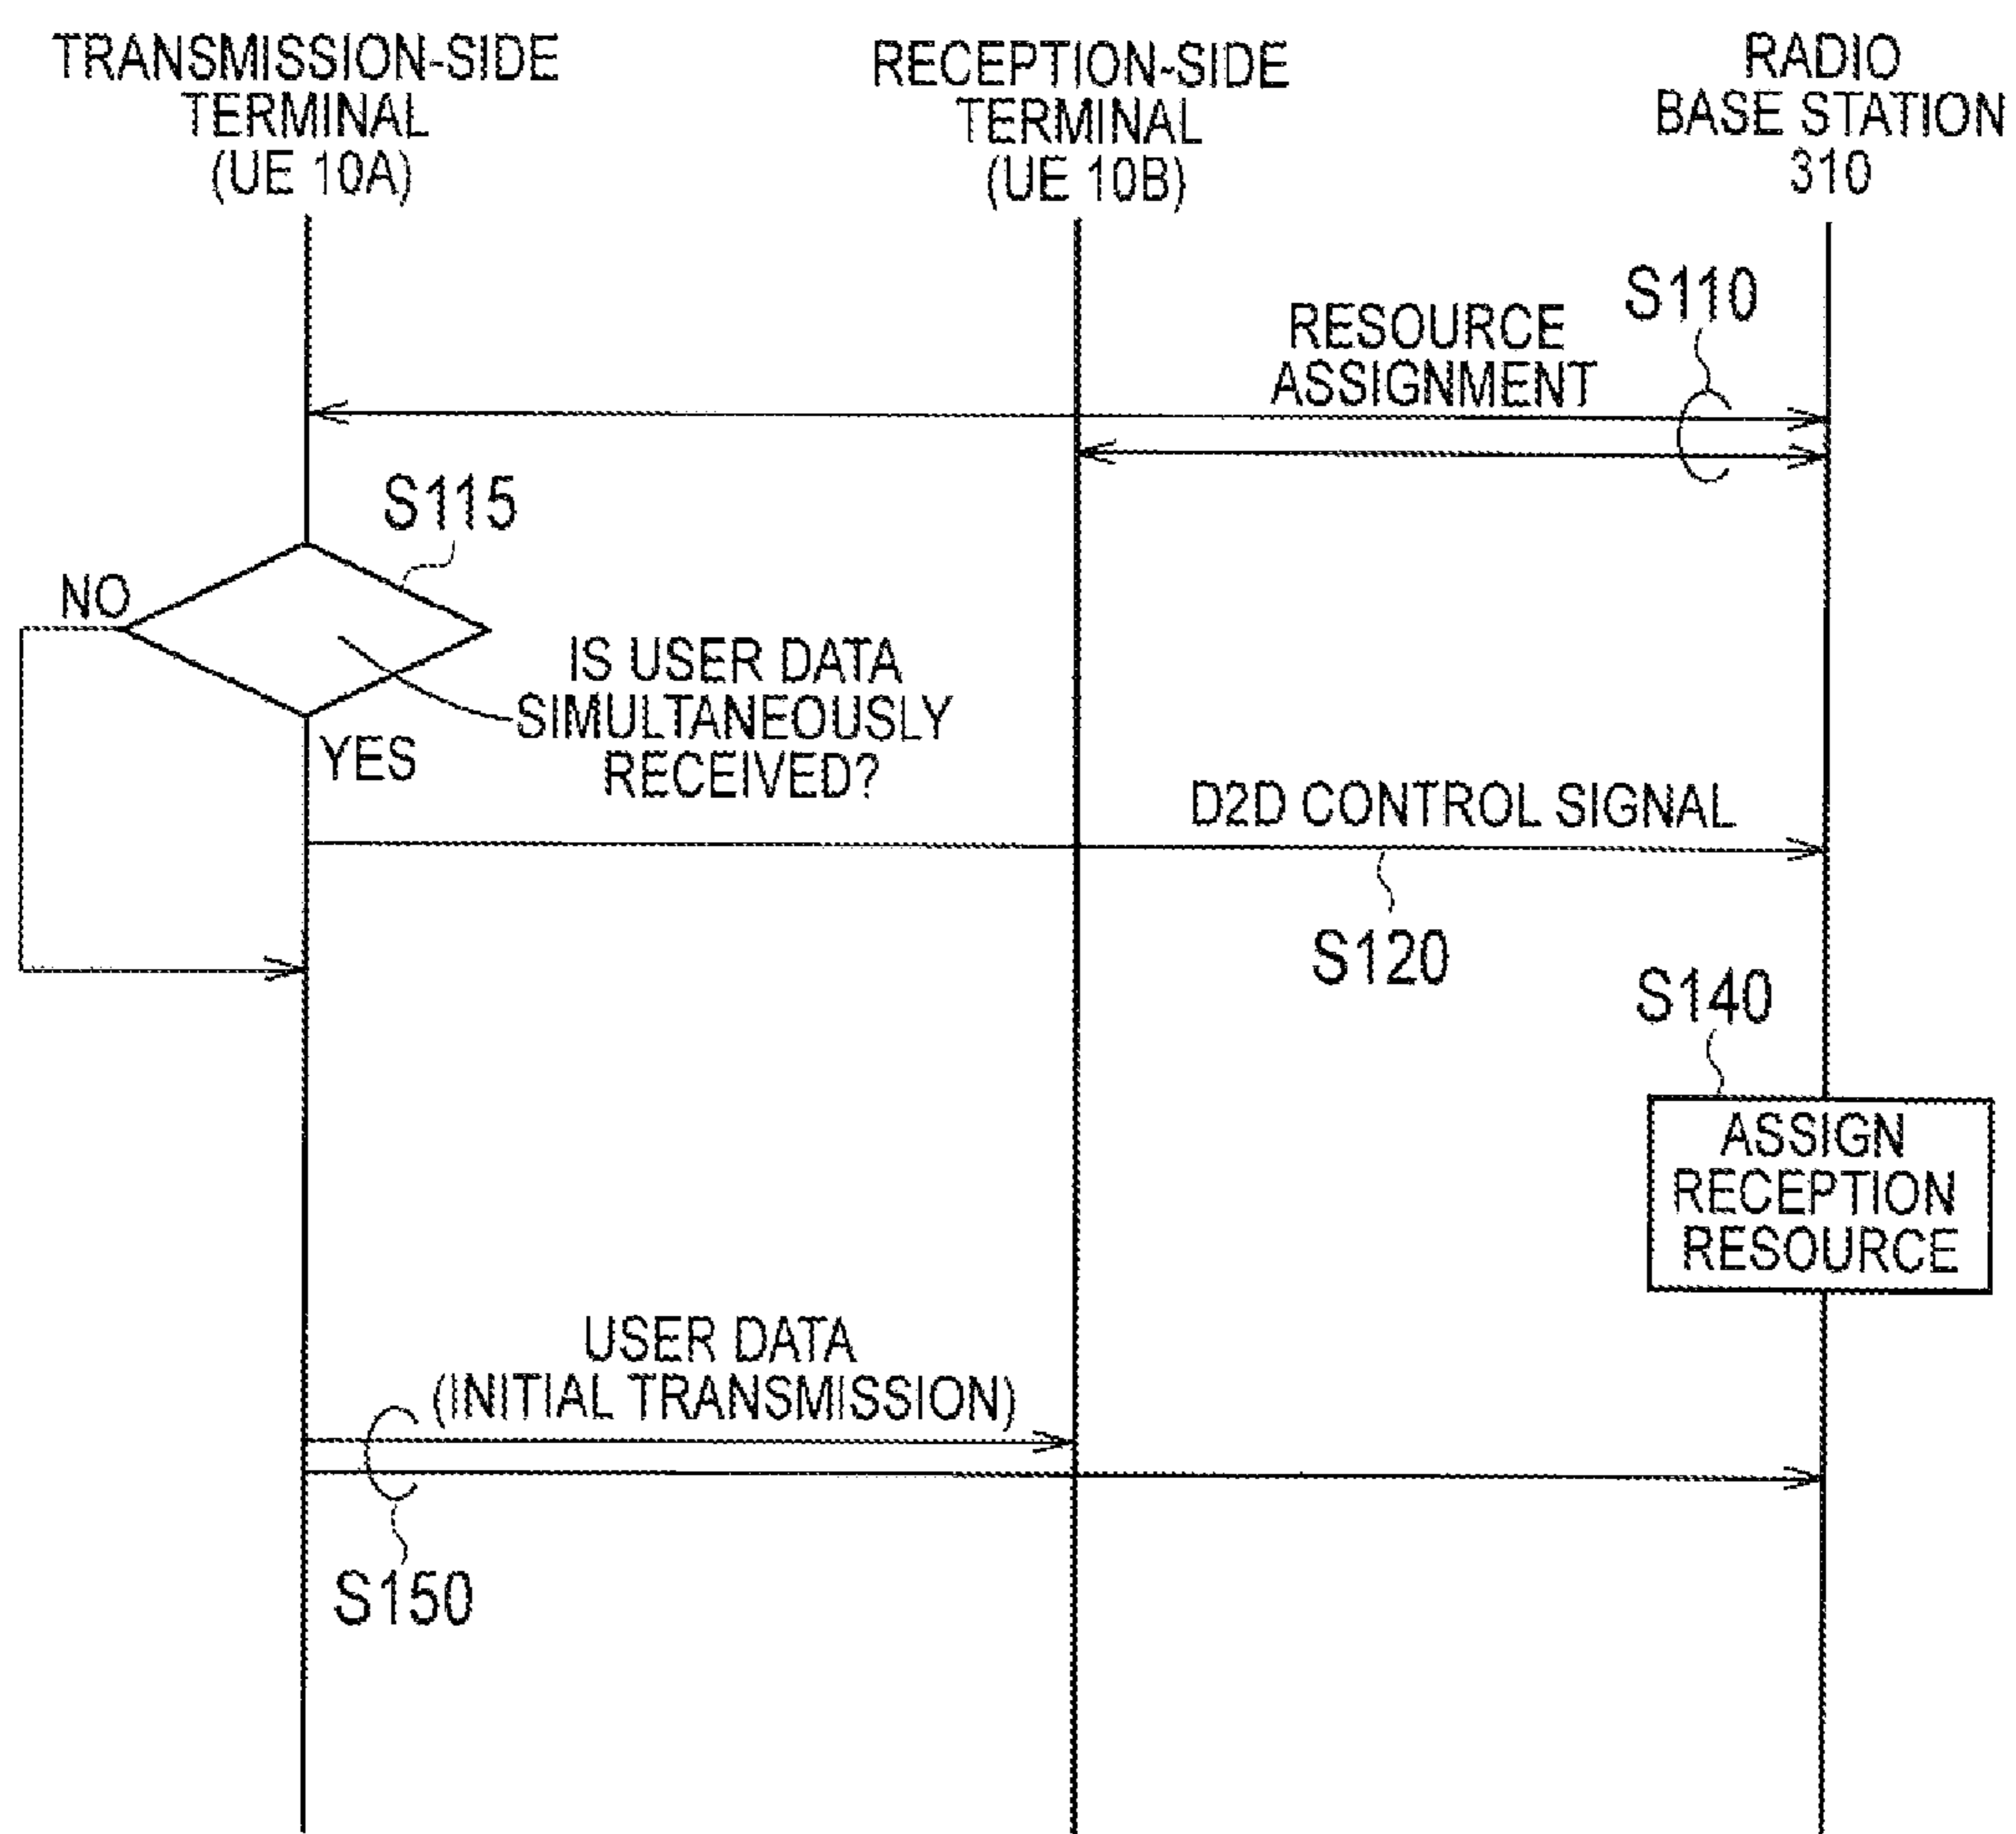 TRANSMISSION-SIDE
TERMINAL
(UE 10A)
RECEPTION-SIDE
TERMINAL
(UE 10B)
RADIO
BASE STATION
310
S110
RESOURCE
ASSIGNMENT
S115
NO
IS USER DATA
SIMULTANEOUSLY
RECEIVED?
YES
D2D CONTROL SIGNAL
S120
S140
ASSIGN
RECEPTION
RESOURCE
USER DATA
(INITIAL TRANSMISSION)
S150